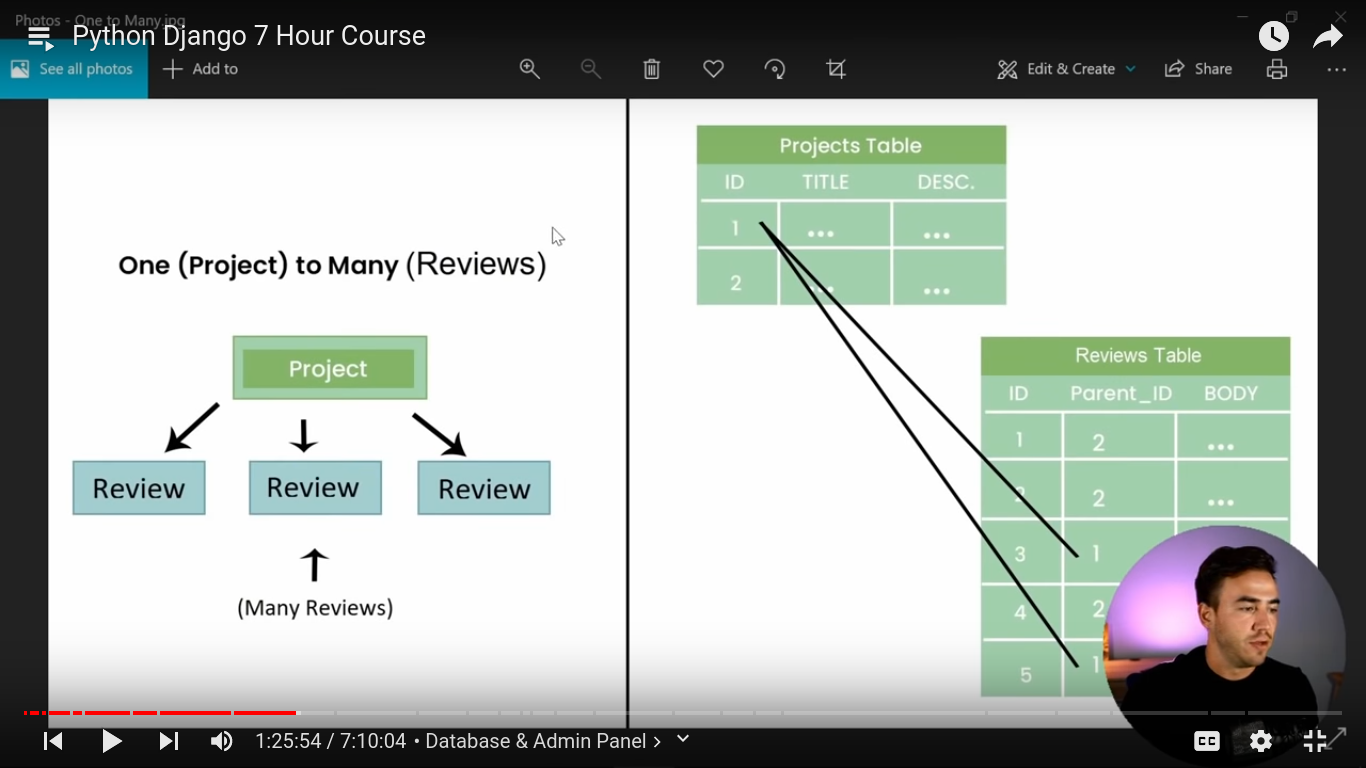 Photos - One to Many.jpg
Python Django 7 Hour Course
See all photos
Add to
Edit & Create
Share
One (Project) to Many (Reviews)
Project
Review
Review
Review
(Many Reviews)
Projects Table
ID TITLE DESC.
1 ... ...
2 ... ...
Reviews Table
ID Parent_ID BODY
1 2 ...
2 2 ...
3 1
4 2
5 1
1:25:54 / 7:10:04 • Database & Admin Panel
CC